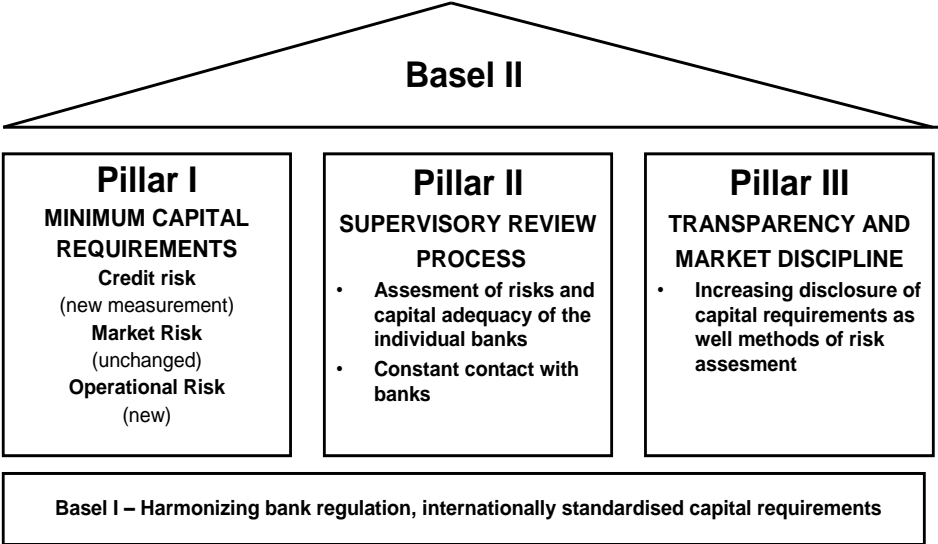 Basel II
Pillar I
MINIMUM CAPITAL
REQUIREMENTS
Credit risk
(new measurement)
Market Risk
(unchanged)
Operational Risk
(new)
Pillar II
SUPERVISORY REVIEW
PROCESS
• Assesment of risks and
capital adequacy of the
individual banks
• Constant contact with
banks
Pillar III
TRANSPARENCY AND
MARKET DISCIPLINE
• Increasing disclosure of
capital requirements as
well methods of risk
assesment
Basel I – Harmonizing bank regulation, internationally standardised capital requirements